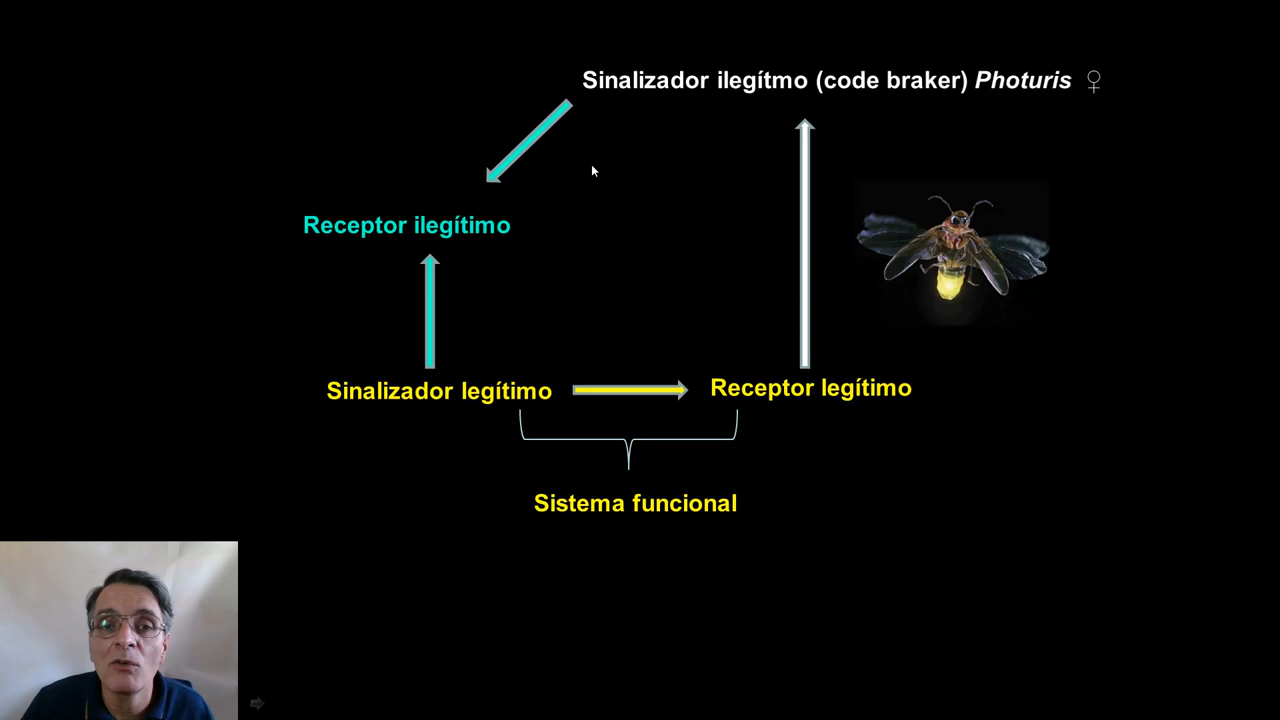 Sinalizador ilegítmo (code braker) Photuris ♀
Receptor ilegítimo
Sinalizador legítimo
Receptor legítimo
Sistema funcional